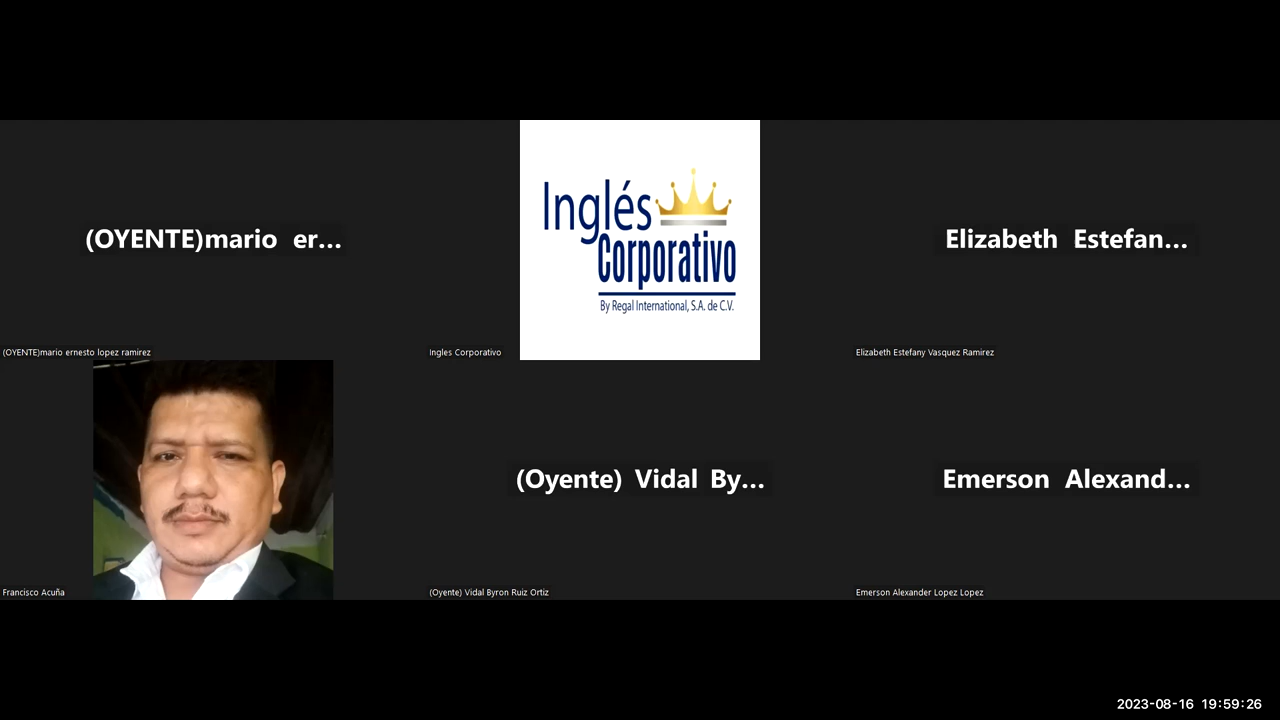 (OYENTE)mario er...
Inglés
Corporativo
By Regal International, S.A. de C.V.
Elizabeth Estefan...
(OYENTE)mario ernesto lopez ramirez
Ingles Corporativo
Elizabeth Estefany Vasquez Ramirez
(Oyente) Vidal By...
Emerson Alexand...
Francisco Acuña
(Oyente) Vidal Byron Ruiz Ortiz
Emerson Alexander Lopez Lopez
2023-08-16 19:59:26